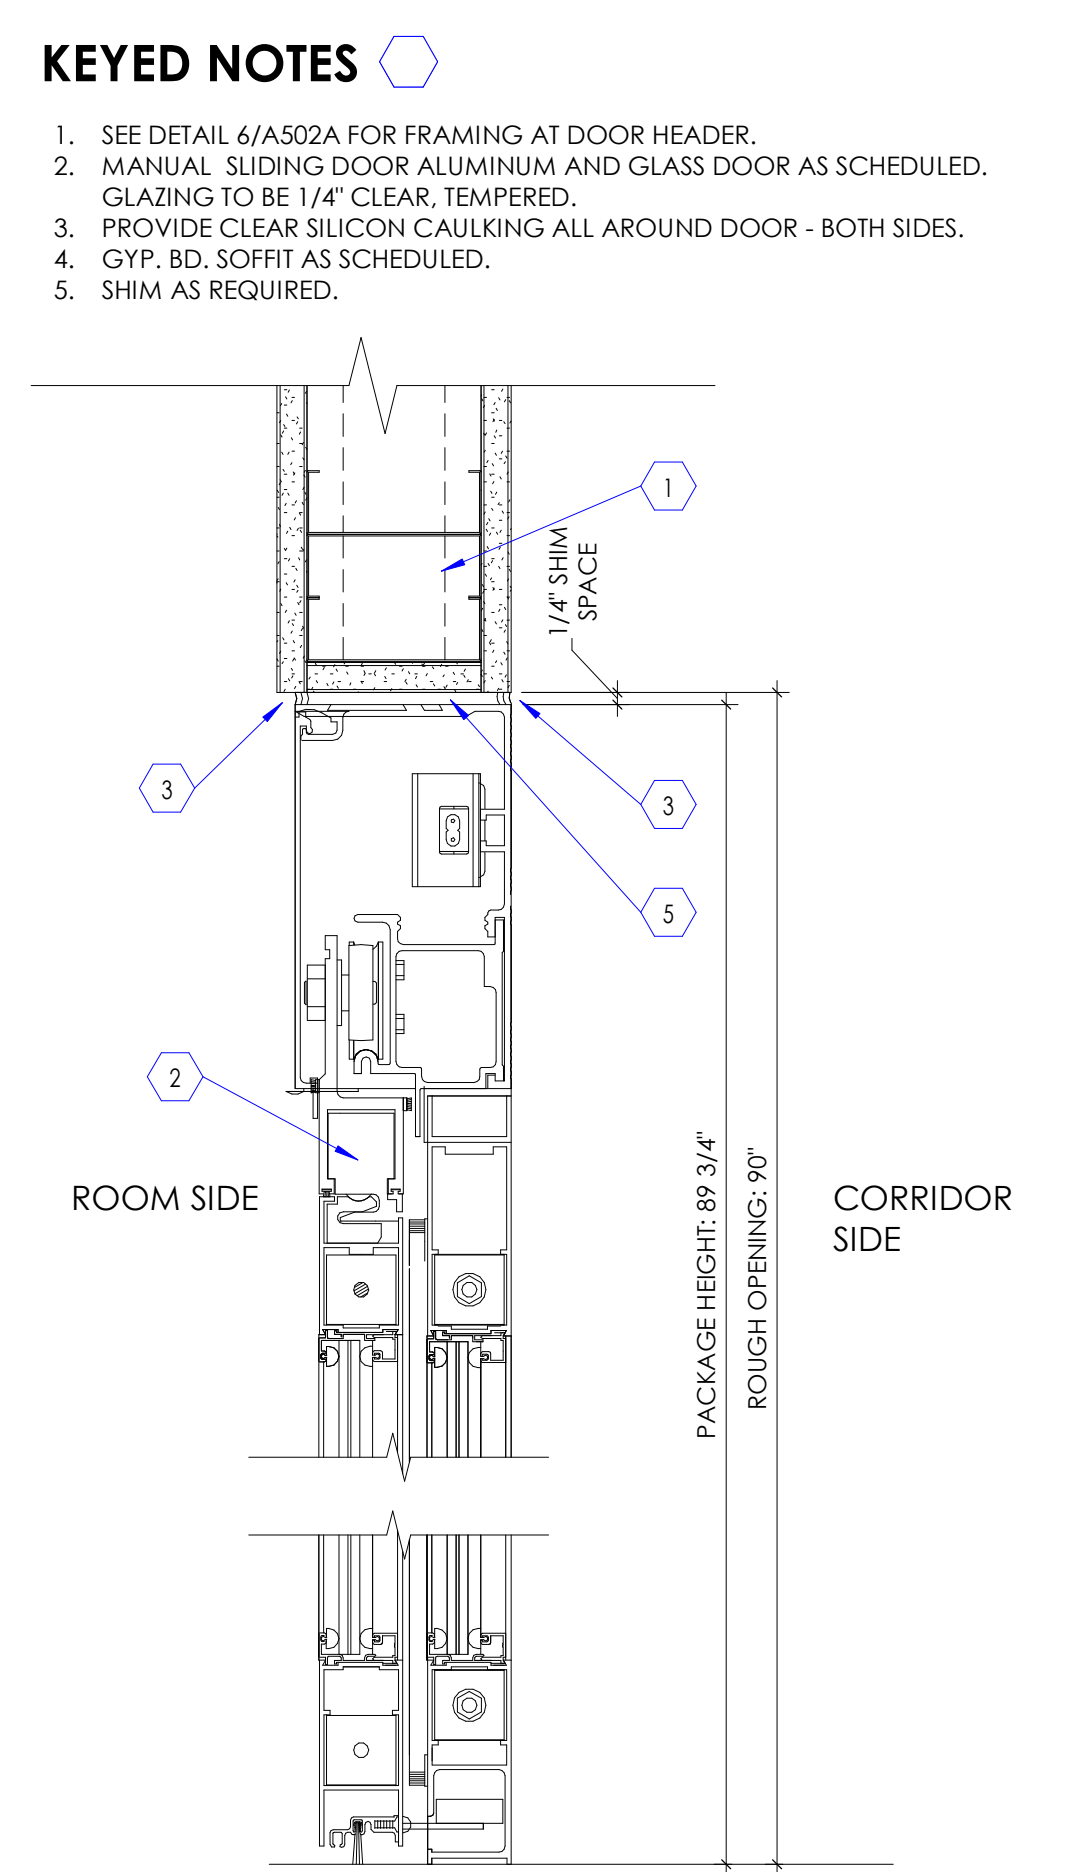 KEYED NOTES
1. SEE DETAIL 6/A502A FOR FRAMING AT DOOR HEADER.
2. MANUAL SLIDING DOOR ALUMINUM AND GLASS DOOR AS SCHEDULED.
GLAZING TO BE 1/4" CLEAR, TEMPERED.
3. PROVIDE CLEAR SILICON CAULKING ALL AROUND DOOR - BOTH SIDES.
4. GYP. BD. SOFFIT AS SCHEDULED.
5. SHIM AS REQUIRED.
1
1/4" SHIM
SPACE
3
3
5
2
ROOM SIDE
PACKAGE HEIGHT: 89 3/4"
ROUGH OPENING: 90"
CORRIDOR
SIDE